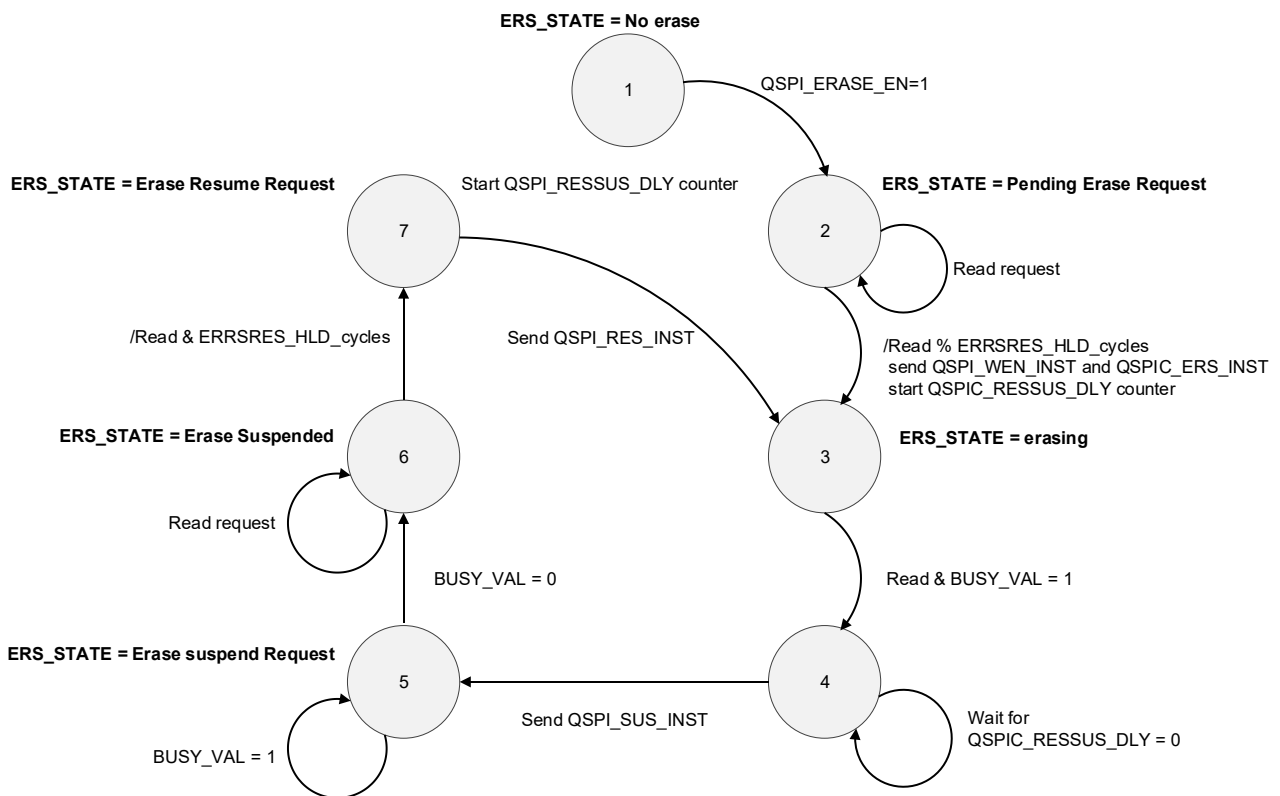 ERS_STATE = No erase
1
QSPI_ERASE_EN=1
ERS_STATE = Erase Resume Request
Start QSPI_RESSUS_DLY counter
ERS_STATE = Pending Erase Request
7
2
Read request
/Read & ERRSRES_HLD_cycles
Send QSPI_RES_INST
/Read % ERRSRES_HLD_cycles
send QSPI_WEN_INST and QSPIC_ERS_INST
start QSPIC_RESSUS_DLY counter
ERS_STATE = Erase Suspended
ERS_STATE = erasing
6
3
Read request
BUSY_VAL = 0
Read & BUSY_VAL = 1
ERS_STATE = Erase suspend Request
5
4
Send QSPI_SUS_INST
Wait for
QSPIC_RESSUS_DLY = 0
BUSY_VAL = 1